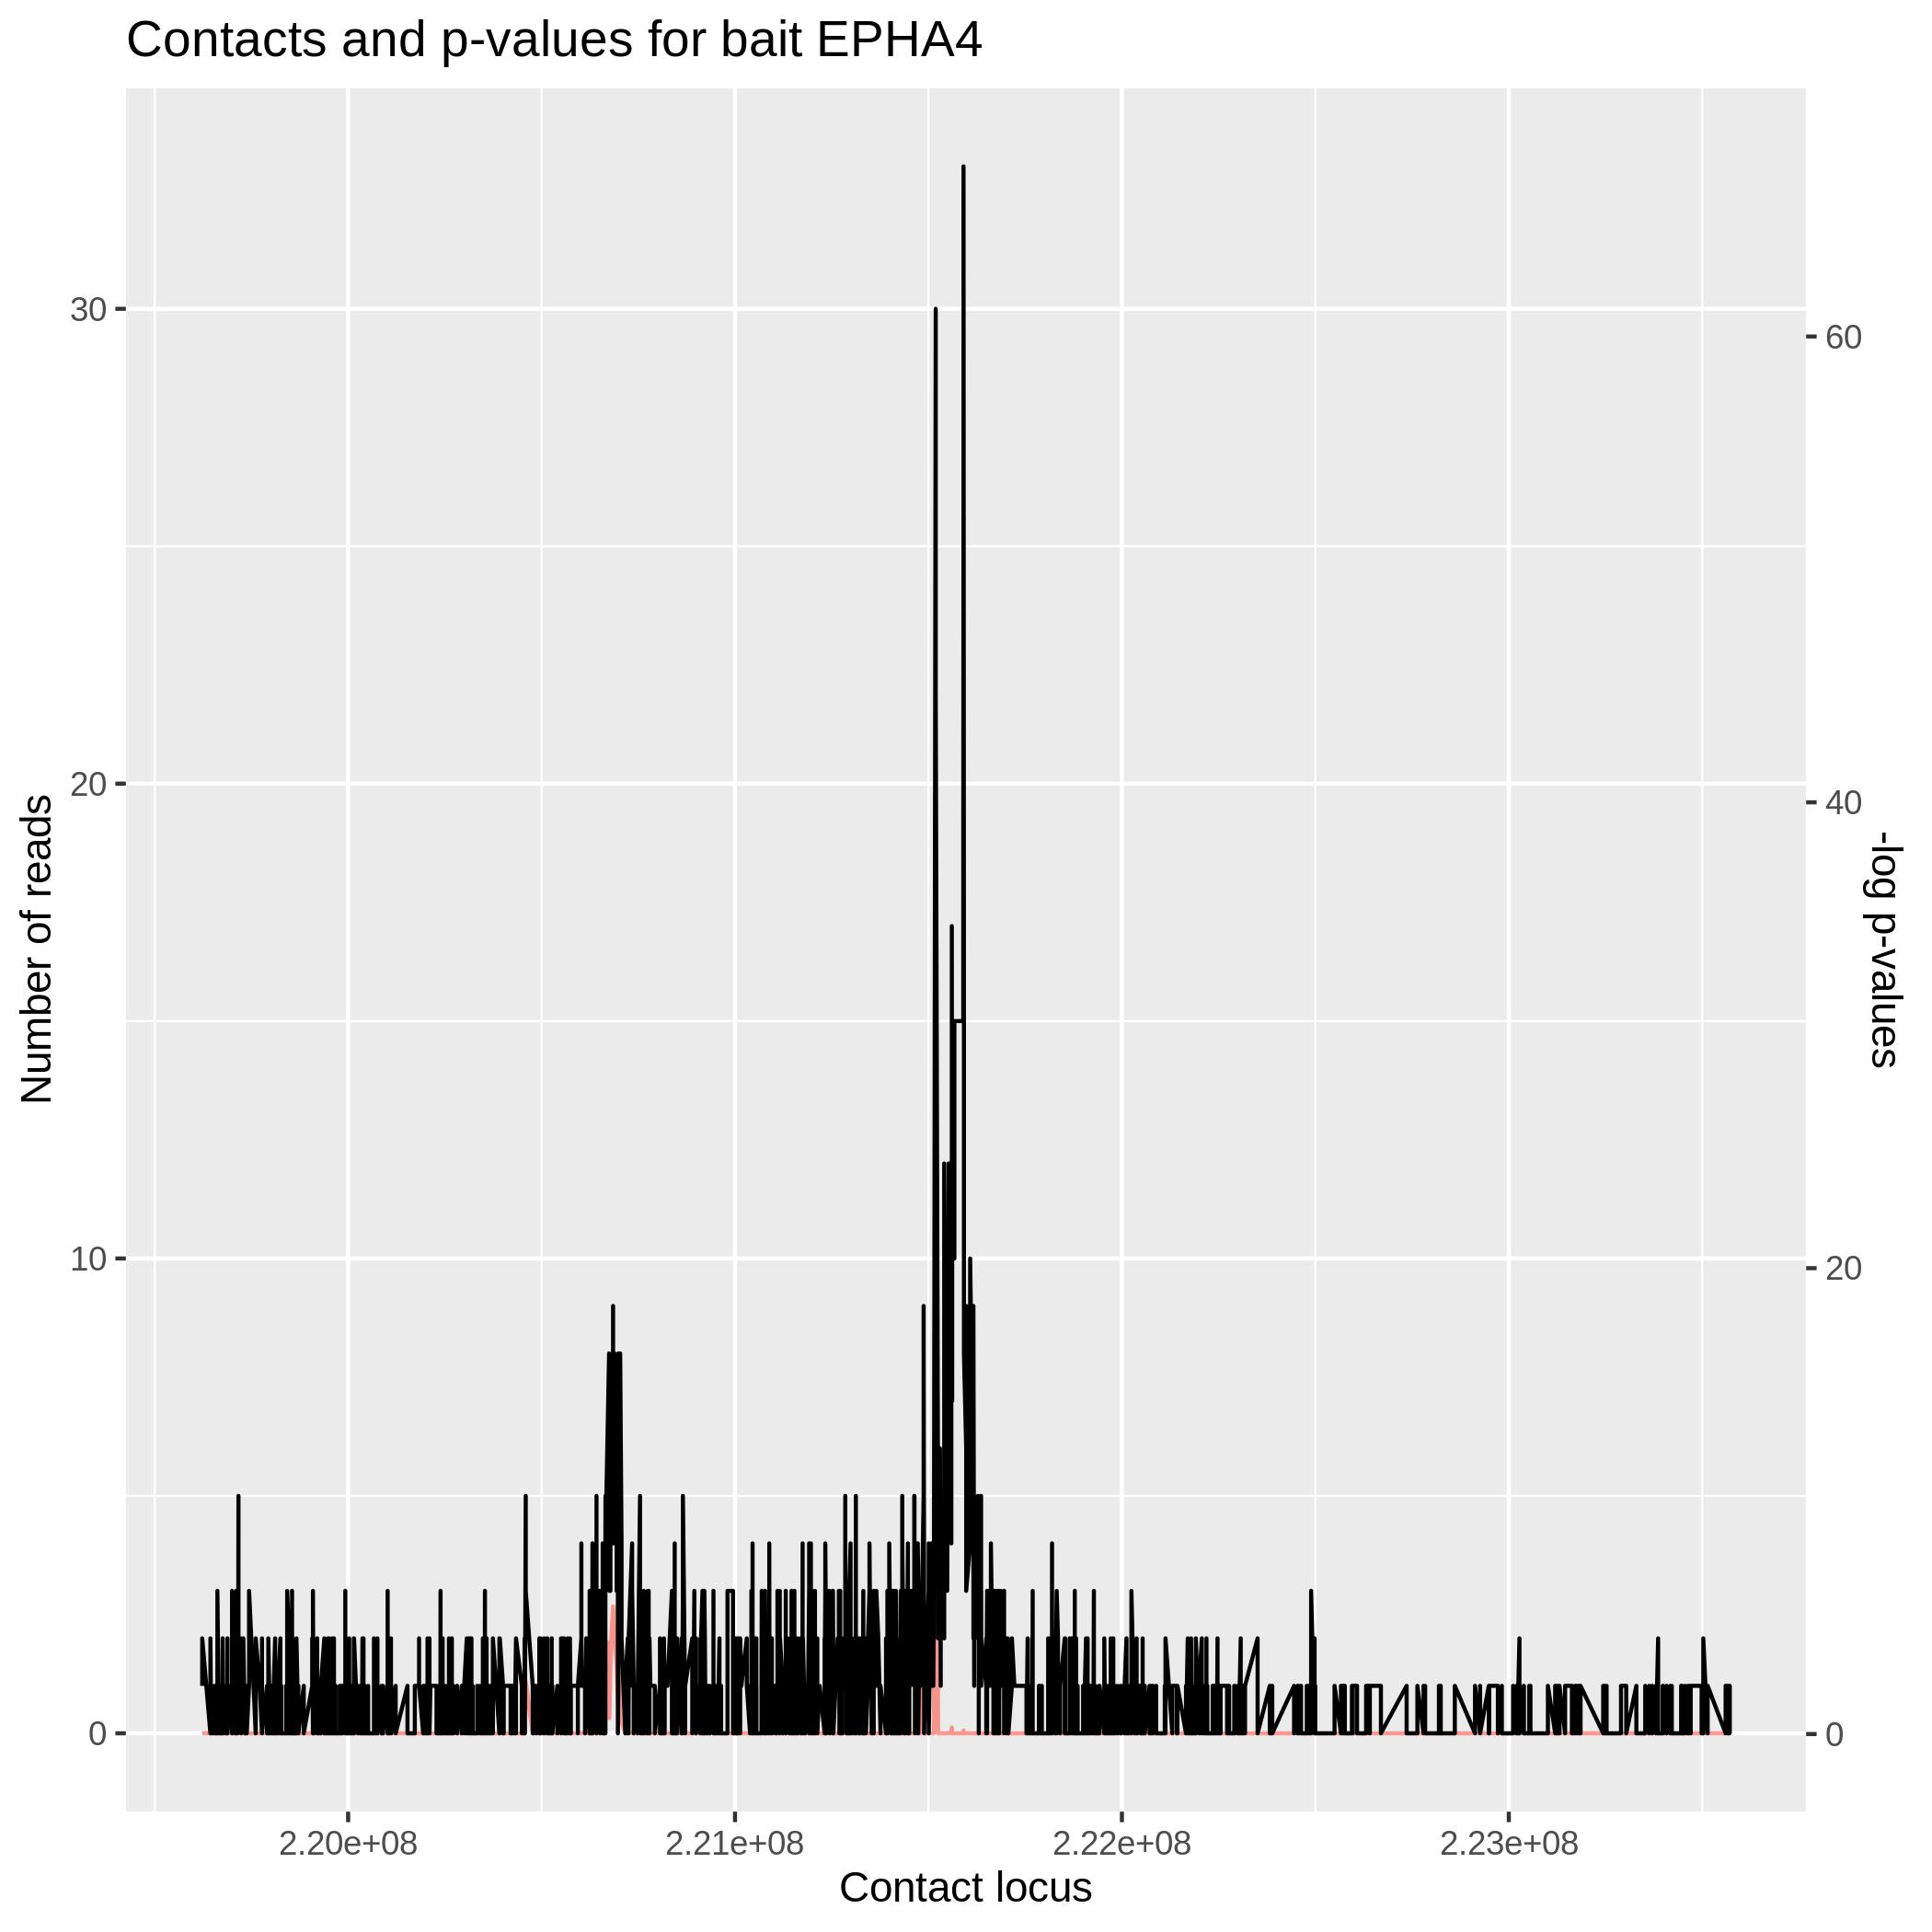 Contacts and p-values for bait EPHA4
30
20
10
0
60
40
20
0
Number of reads
-log p-values
2.20e+08 2.21e+08 2.22e+08 2.23e+08
Contact locus